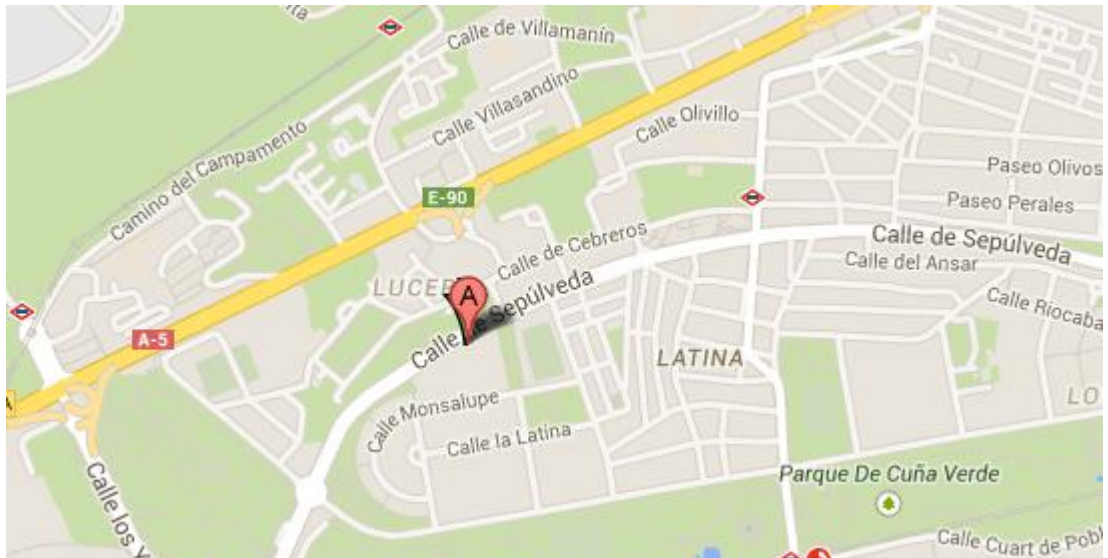 Calle de Villamanín
Calle Villasandino
Camino del Campamento
Calle Olivillo
Paseo Olivos
E-90
Paseo Perales
Calle de Sepúlveda
Calle de Cebreros
Calle del Ansar
LUCE
A
Calle de Sepúlveda
Calle Riocaba
A-5
LATINA
LO
Calle Monsalupe
Calle la Latina
Parque De Cuña Verde
Calle los
Calle Cuart de Pobl